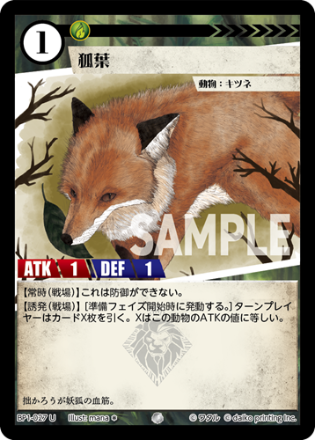 1
狐葉
動物：キツネ
SAMPLE
ATK 1 DEF 1
【常時(戦場)】これは防御ができない。
【誘発(戦場)】[準備フェイズ開始時に発動する。]ターンプレイ
ヤーはカードX枚を引く。Xはこの動物のATKの値に等しい。
拙かろうが妖狐の血筋。
BP1-027 U Illust: mana © ワタル © daiko printing inc.